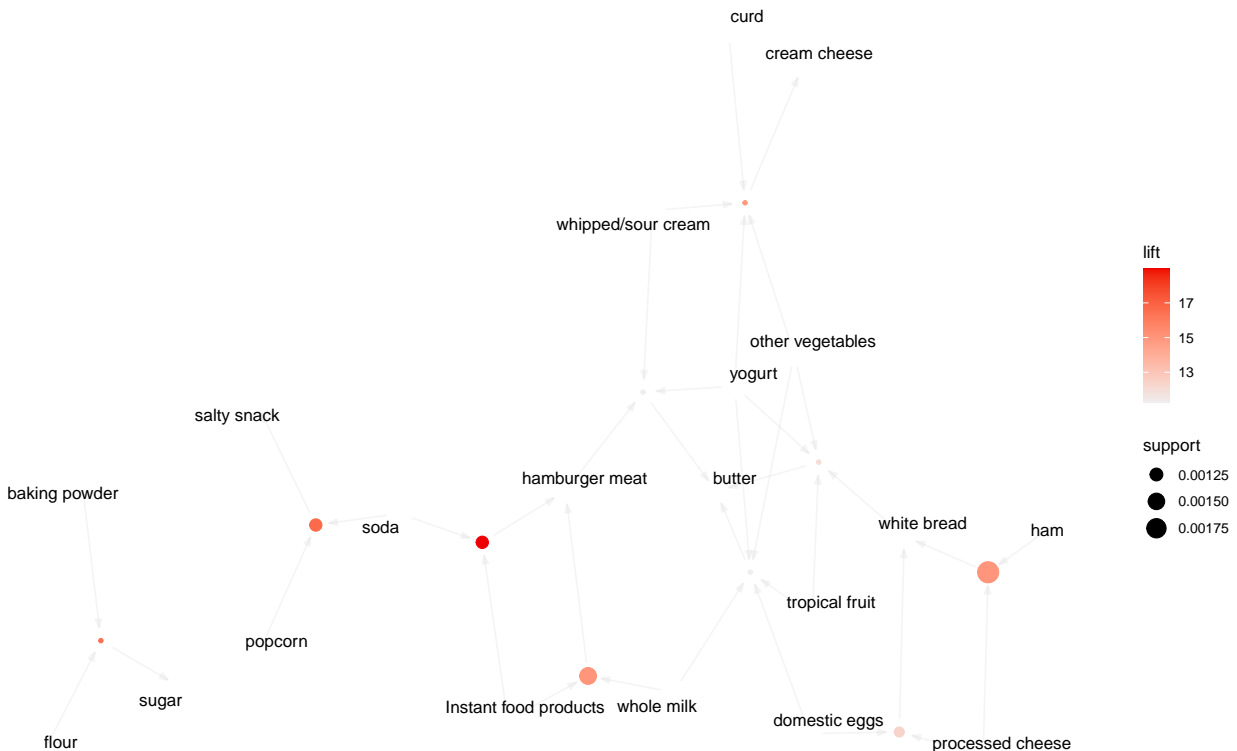 curd
cream cheese
whipped/sour cream
other vegetables
yogurt
salty snack
baking powder
hamburger meat
butter
soda
white bread
ham
tropical fruit
popcorn
sugar
flour
Instant food products
whole milk
domestic eggs
processed cheese
lift
17
15
13
support
0.00125
0.00150
0.00175